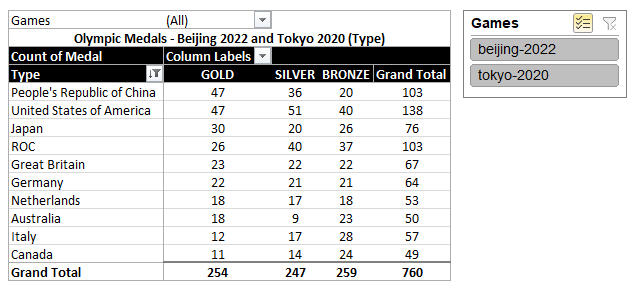 Games (All)
Olympic Medals - Beijing 2022 and Tokyo 2020 (Type)
Count of Medal Column Labels
Type GOLD SILVER BRONZE Grand Total
People's Republic of China 47 36 20 103
United States of America 47 51 40 138
Japan 30 20 26 76
ROC 26 40 37 103
Great Britain 23 22 22 67
Germany 22 21 21 64
Netherlands 18 17 18 53
Australia 18 9 23 50
Italy 12 17 28 57
Canada 11 14 24 49
Grand Total 254 247 259 760
Games
beijing-2022
tokyo-2020